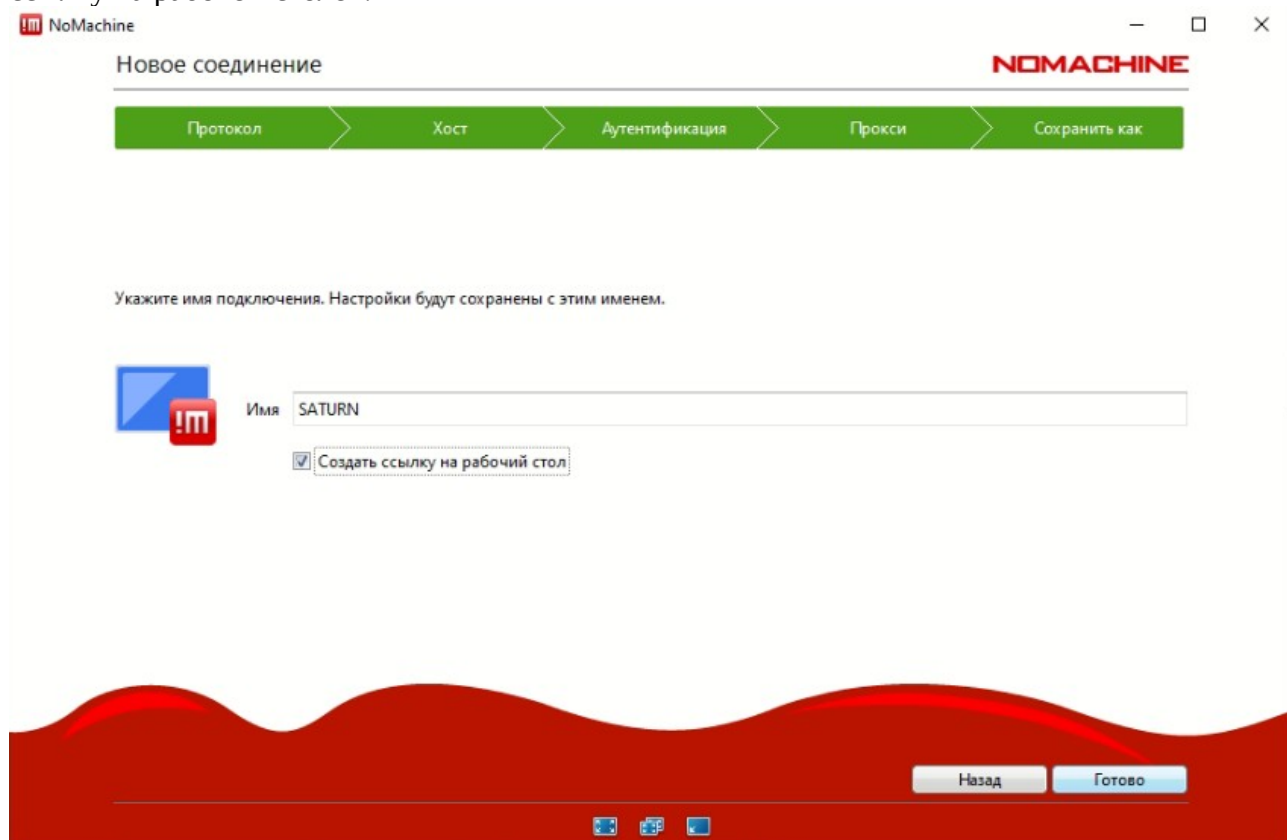 NoMachine
Новое соединение
NOMACHINE
Протокол
Хост
Аутентификация
Прокси
Сохранить как
Укажите имя подключения. Настройки будут сохранены с этим именем.
!m
Имя
SATURN
Создать ссылку на рабочий стол
Назад
Готово